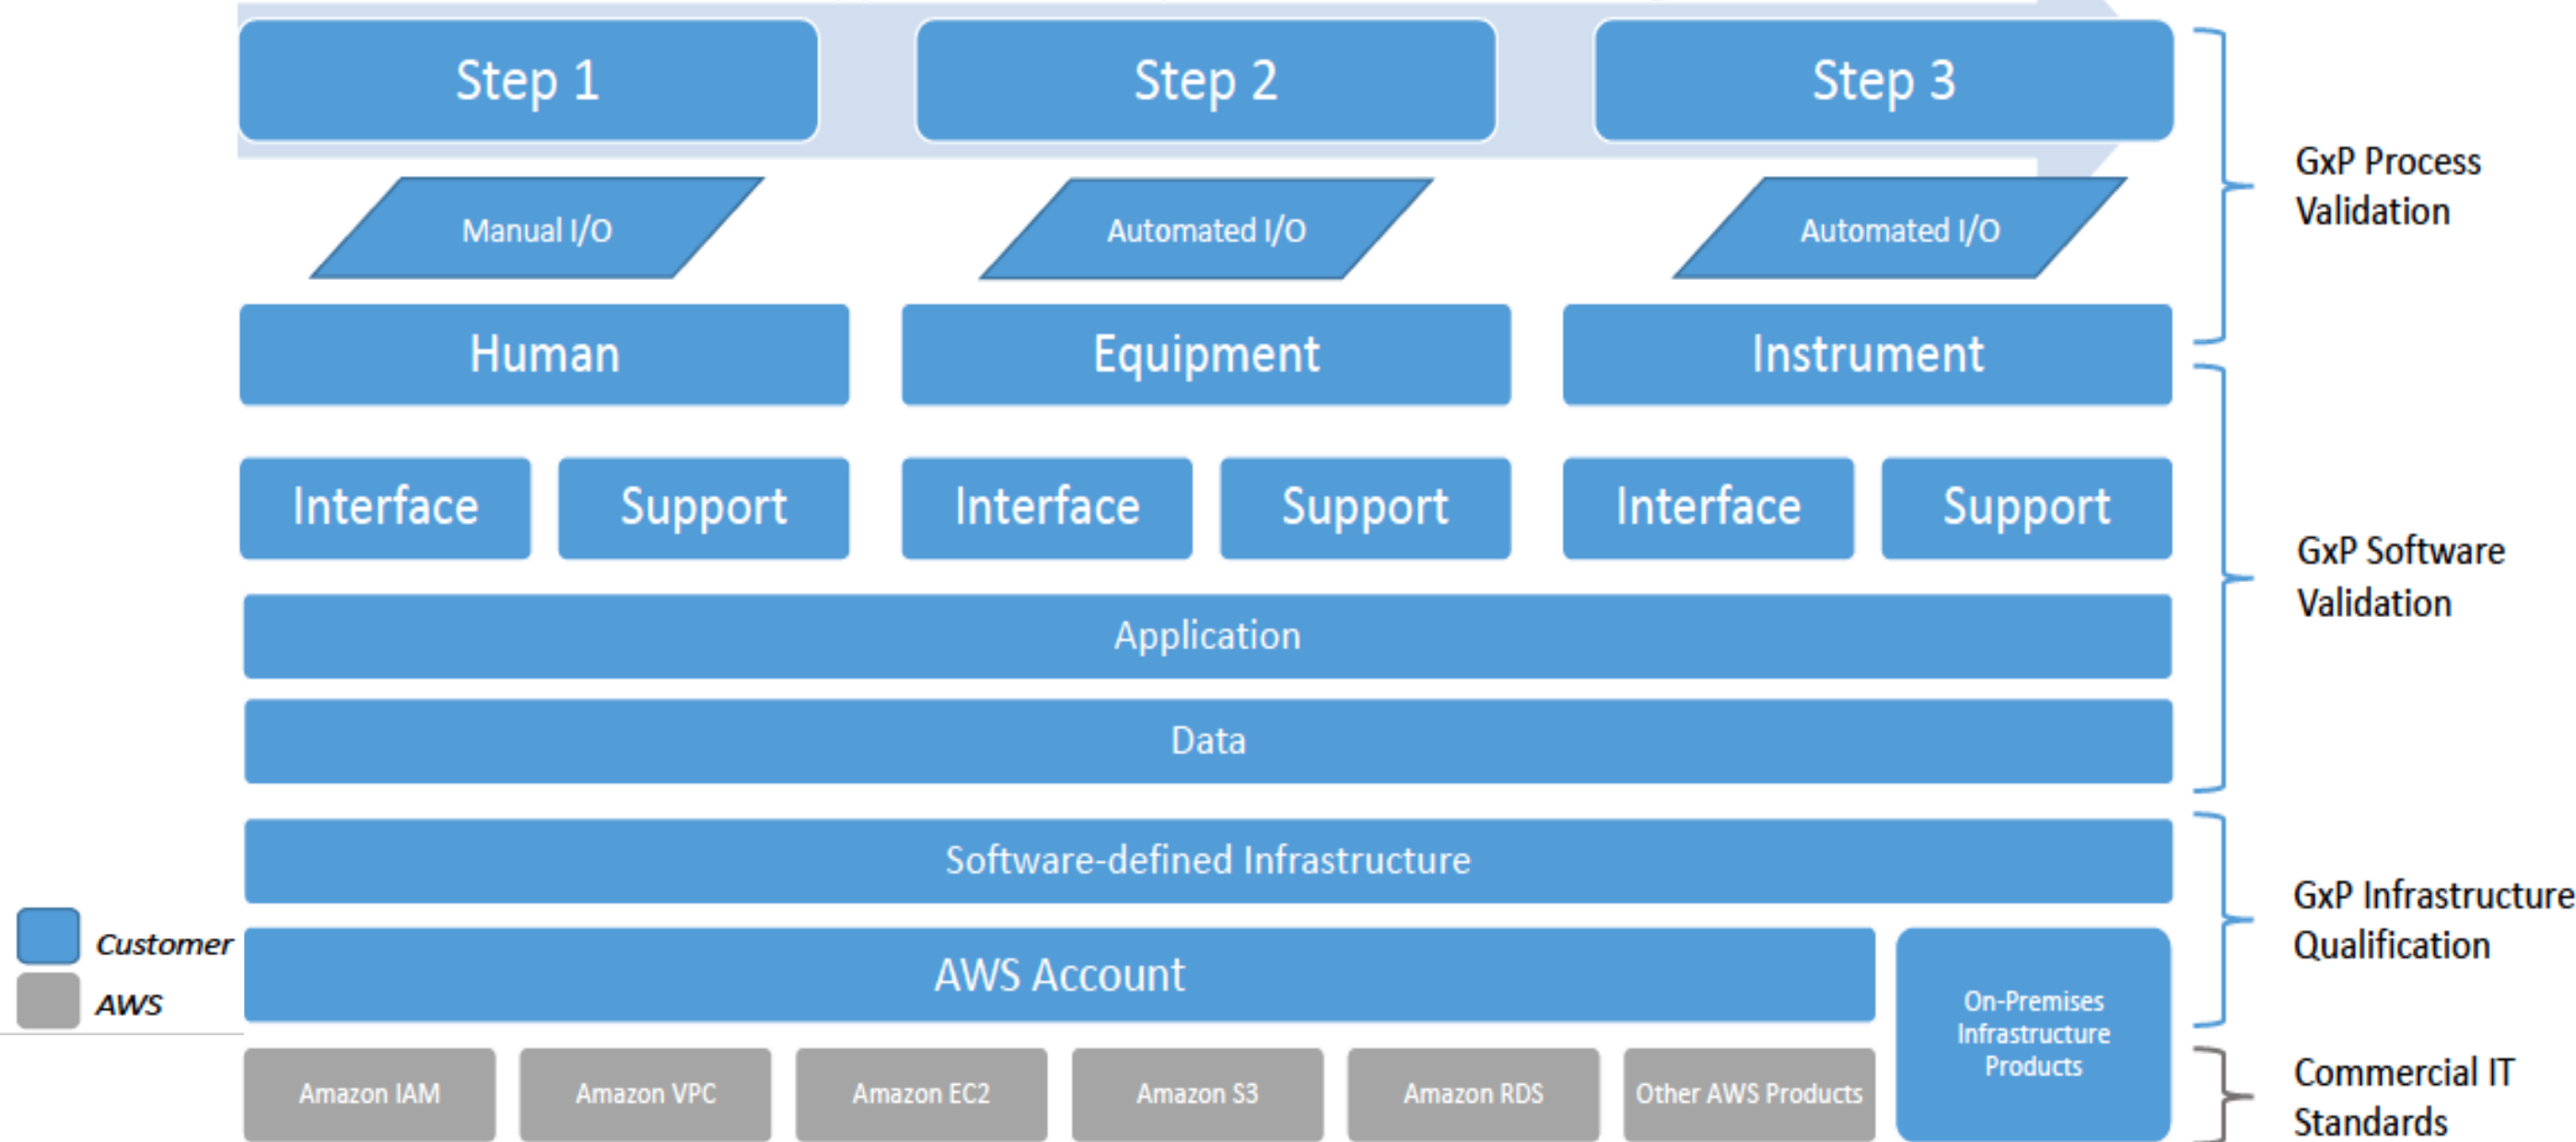 Step 1
Step 2
Step 3
Manual I/O
Automated I/O
Automated I/O
GxP Process
Validation
Human
Equipment
Instrument
Interface
Support
Interface
Support
Interface
Support
GxP Software
Validation
Application
Data
Software-defined Infrastructure
GxP Infrastructure
Qualification
Customer
AWS
AWS Account
On-Premises
Infrastructure
Products
Amazon IAM
Amazon VPC
Amazon EC2
Amazon S3
Amazon RDS
Other AWS Products
Commercial IT
Standards